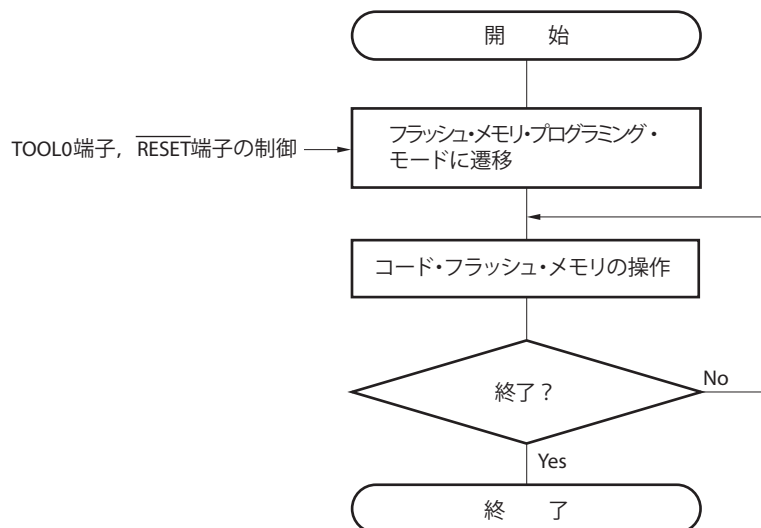 開　始
フラッシュ・メモリ・プログラミング・
モードに遷移
TOOL0端子，RESET端子の制御
コード・フラッシュ・メモリの操作
終了？
No
Yes
終　了